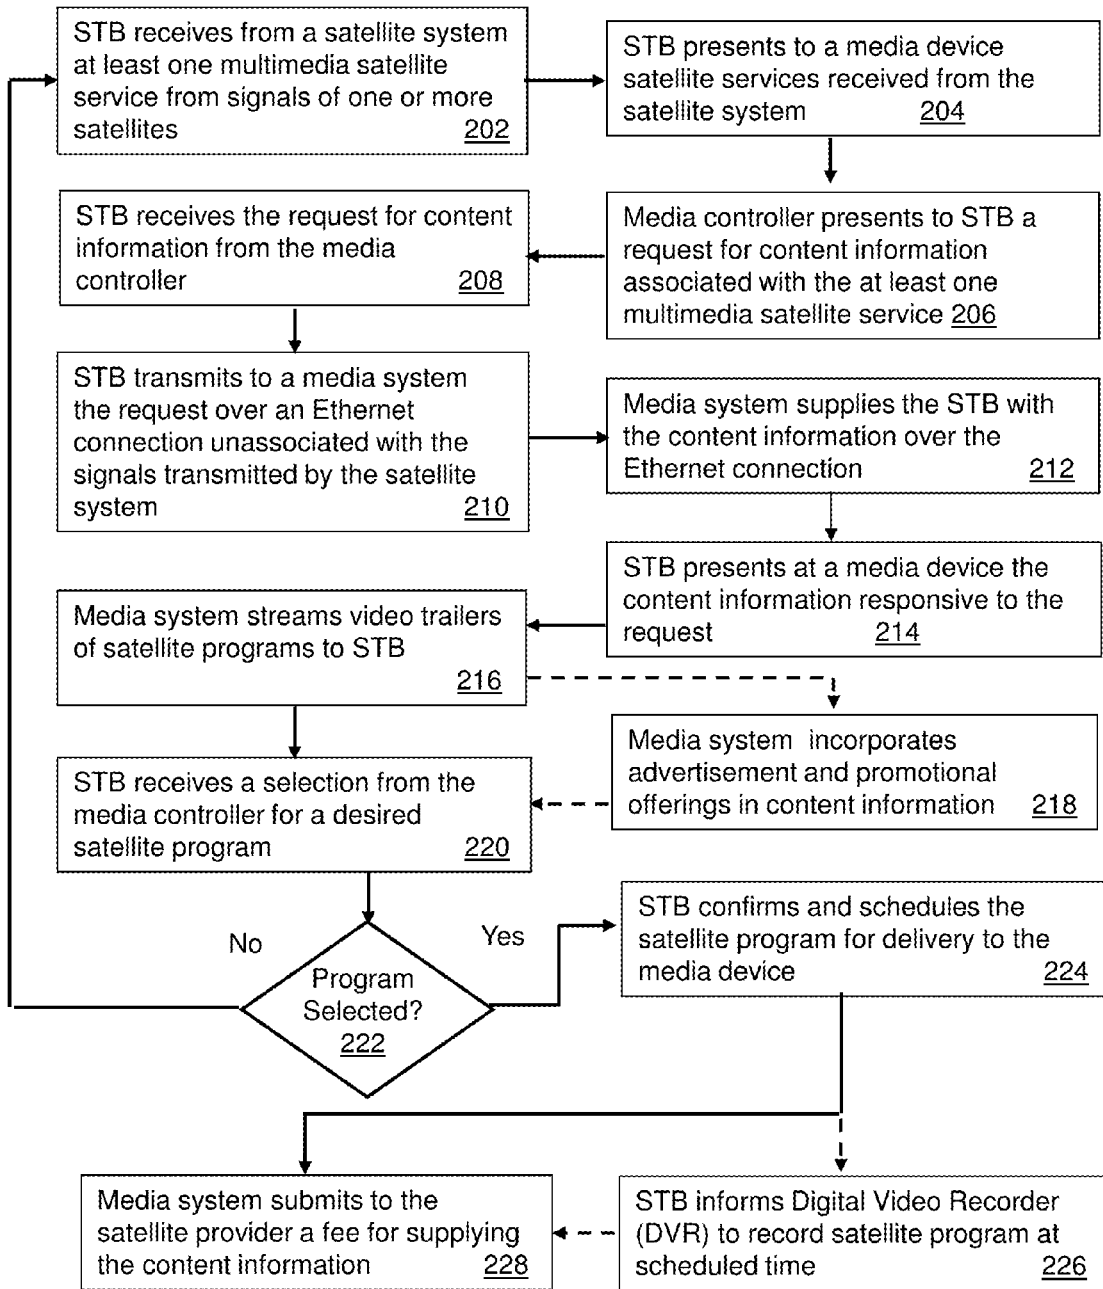 STB receives from a satellite system
at least one multimedia satellite
service from signals of one or more
satellites 202
STB presents to a media device
satellite services received from the
satellite system 204
Media controller presents to STB a
request for content information
associated with the at least one
multimedia satellite service 206
STB receives the request for content
information from the media
controller 208
STB transmits to a media system
the request over an Ethernet
connection unassociated with the
signals transmitted by the satellite
system 210
Media system supplies the STB with
the content information over the
Ethernet connection 212
STB presents at a media device the
content information responsive to the
request 214
Media system streams video trailers
of satellite programs to STB
216
Media system incorporates
advertisement and promotional
offerings in content information 218
STB receives a selection from the
media controller for a desired
satellite program 220
No
Yes
Program
Selected?
222
STB confirms and schedules the
satellite program for delivery to the
media device 224
STB informs Digital Video Recorder
(DVR) to record satellite program at
scheduled time 226
Media system submits to the
satellite provider a fee for supplying
the content information 228